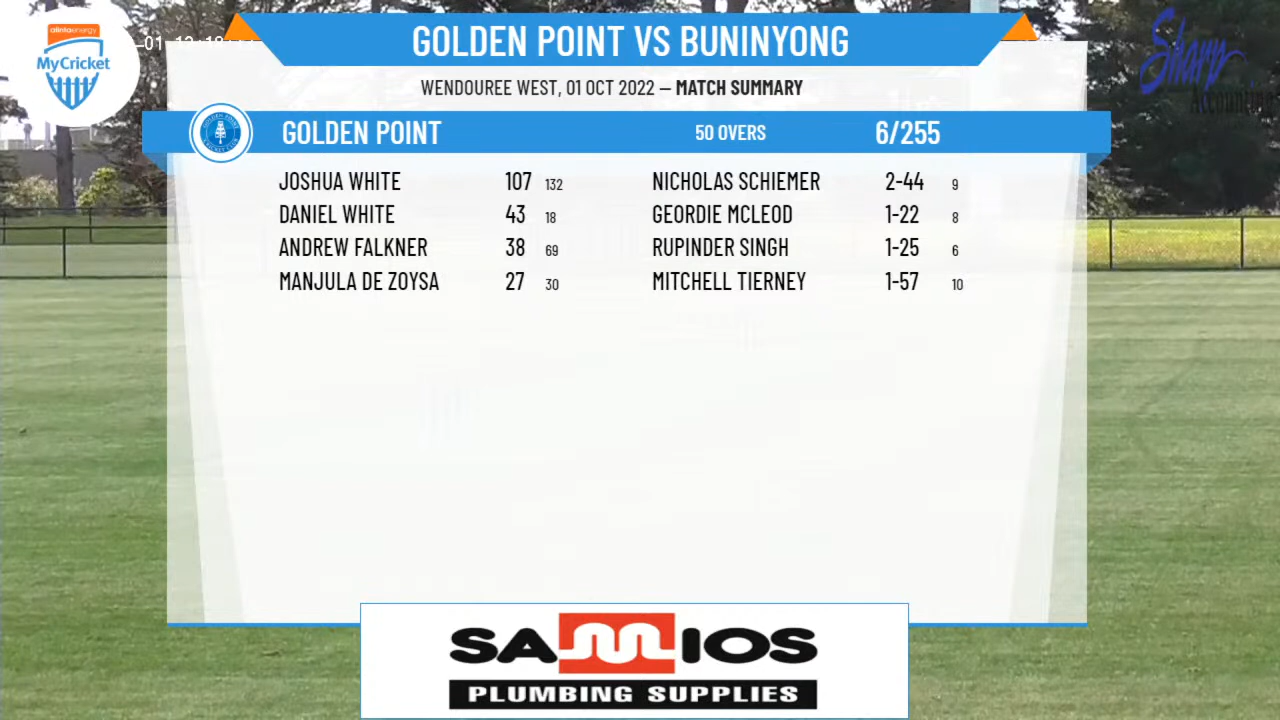 GOLDEN POINT VS BUNINYONG
alintaenergy
MyCricket
Sharp
Accounting
WENDOUREE WEST, 01 OCT 2022 – MATCH SUMMARY
GOLDEN POINT 50 OVERS 6/255
JOSHUA WHITE 107 132 NICHOLAS SCHIEMER 2-44 9
DANIEL WHITE 43 18 GEORDIE MCLEOD 1-22 8
ANDREW FALKNER 38 69 RUPINDER SINGH 1-25 6
MANJULA DE ZOYSA 27 30 MITCHELL TIERNEY 1-57 10
SAMIOS
PLUMBING SUPPLIES